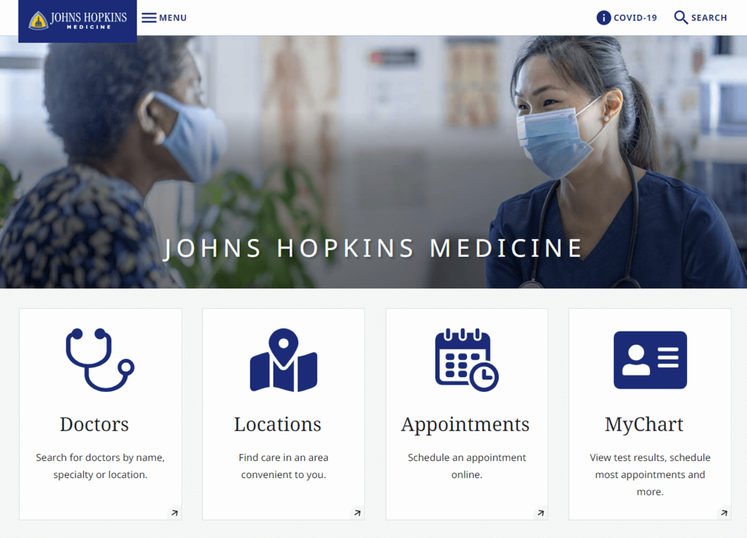 JOHNS HOPKINS
MEDICINE
MENU
COVID-19
SEARCH
JOHNS HOPKINS MEDICINE
Doctors
Search for doctors by name,
specialty or location.
Locations
Find care in an area
convenient to you.
Appointments
Schedule an appointment
online.
MyChart
View test results, schedule
most appointments and
more.